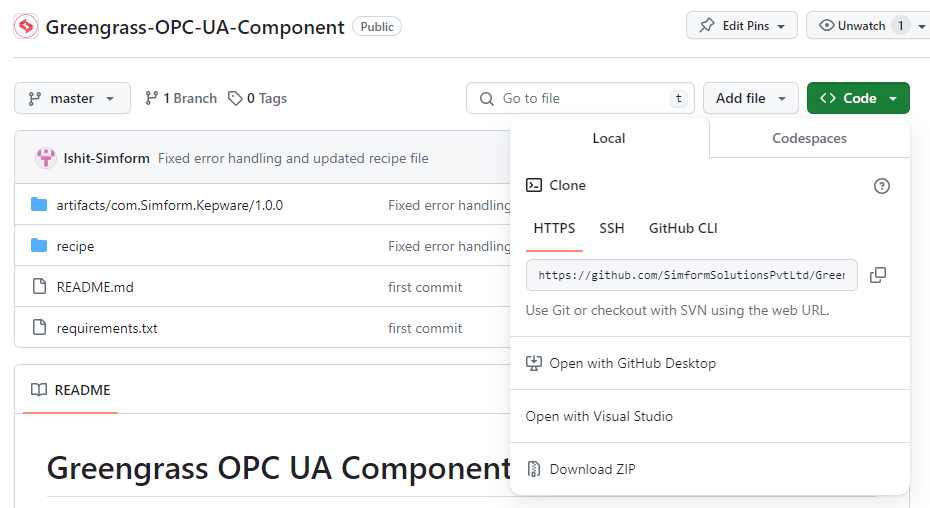 Greengrass-OPC-UA-Component Public
Edit Pins
Unwatch 1
master
1 Branch
0 Tags
Go to file t
Add file
Code
Ishit-Simform Fixed error handling and updated recipe file
artifacts/com.Simform.Kepware/1.0.0 Fixed error handling
recipe Fixed error handling
README.md first commit
requirements.txt first commit
README
Greengrass OPC UA Component
Local
Codespaces
Clone
HTTPS SSH GitHub CLI
https://github.com/SimformSolutionsPvtLtd/Green
Use Git or checkout with SVN using the web URL.
Open with GitHub Desktop
Open with Visual Studio
Download ZIP